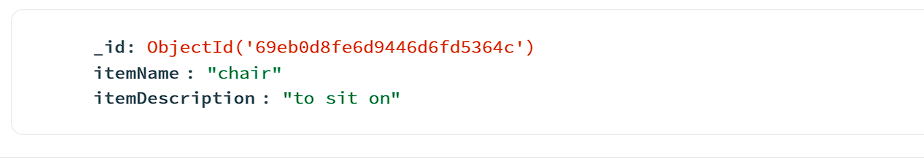 _id: ObjectId('69eb0d8fe6d9446d6fd5364c')
itemName : "chair"
itemDescription : "to sit on"